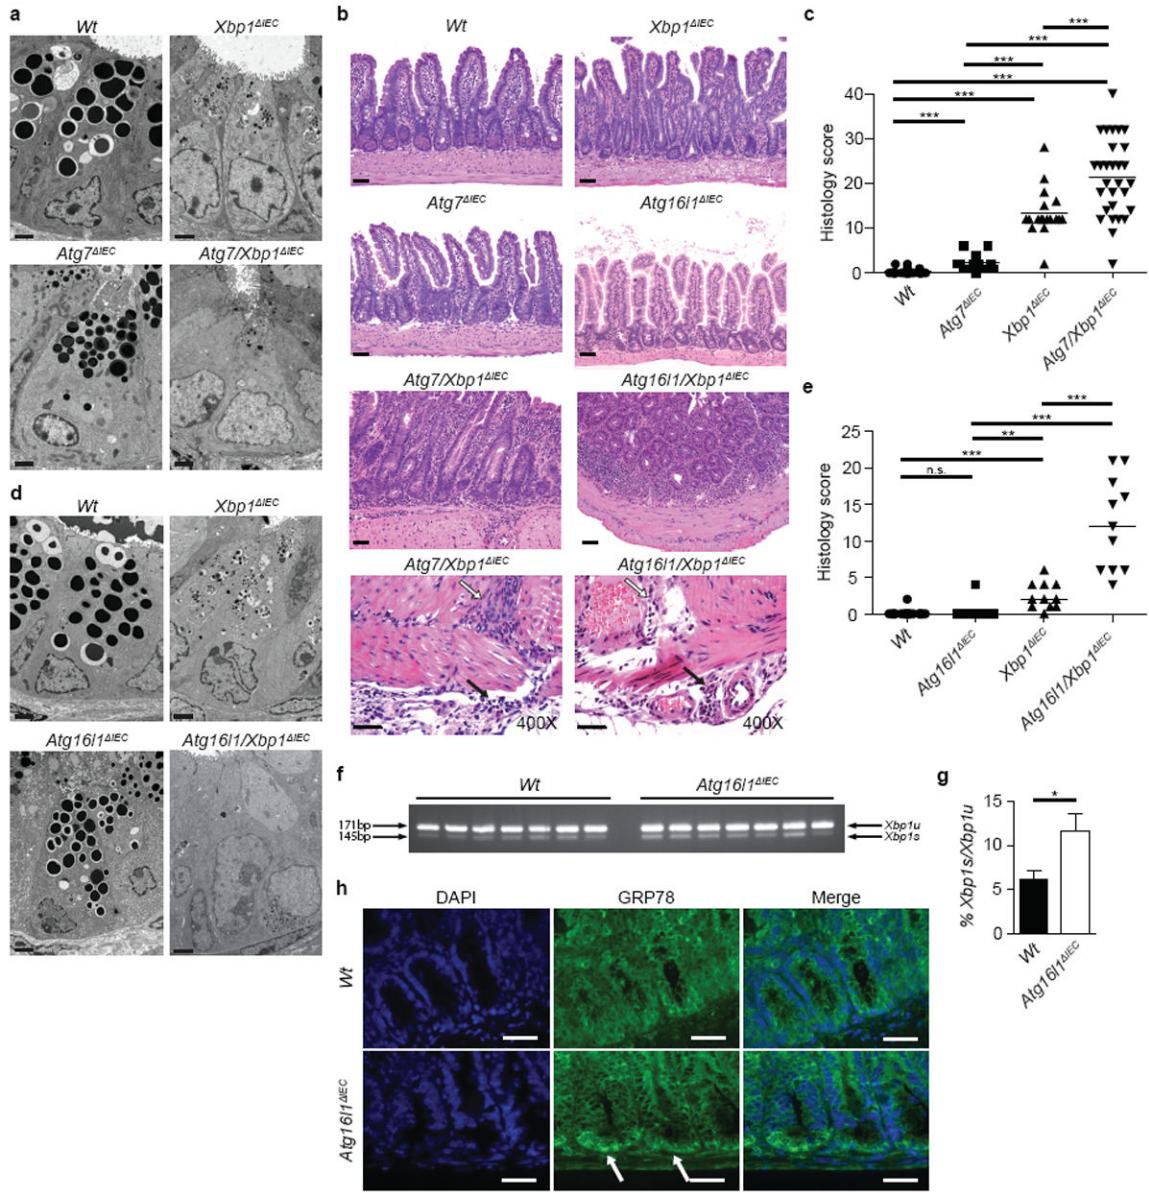 a
Wt
Xbp1ΔIEC
Atg7ΔIEC
Atg7/Xbp1ΔIEC
d
Wt
Xbp1ΔIEC
Atg16l1ΔIEC
Atg16l1/Xbp1ΔIEC
b
Wt
Xbp1ΔIEC
Atg7ΔIEC
Atg16l1ΔIEC
Atg7/Xbp1ΔIEC
Atg16l1/Xbp1ΔIEC
Atg7/Xbp1ΔIEC
Atg16l1/Xbp1ΔIEC
400X
400X
c
***
***
***
***
***
***
40
30
20
10
0
Histology score
Wt
Atg7ΔIEC
Xbp1ΔIEC
Atg7/Xbp1ΔIEC
e
***
***
**
***
n.s.
25
20
15
10
5
0
Histology score
Wt
Atg16l1ΔIEC
Xbp1ΔIEC
Atg16l1/Xbp1ΔIEC
f
Wt
Atg16l1ΔIEC
171bp
145bp
Xbp1u
Xbp1s
g
*
15
10
5
0
% Xbp1s/Xbp1u
Wt
Atg16l1ΔIEC
h
DAPI
GRP78
Merge
Wt
Atg16l1ΔIEC